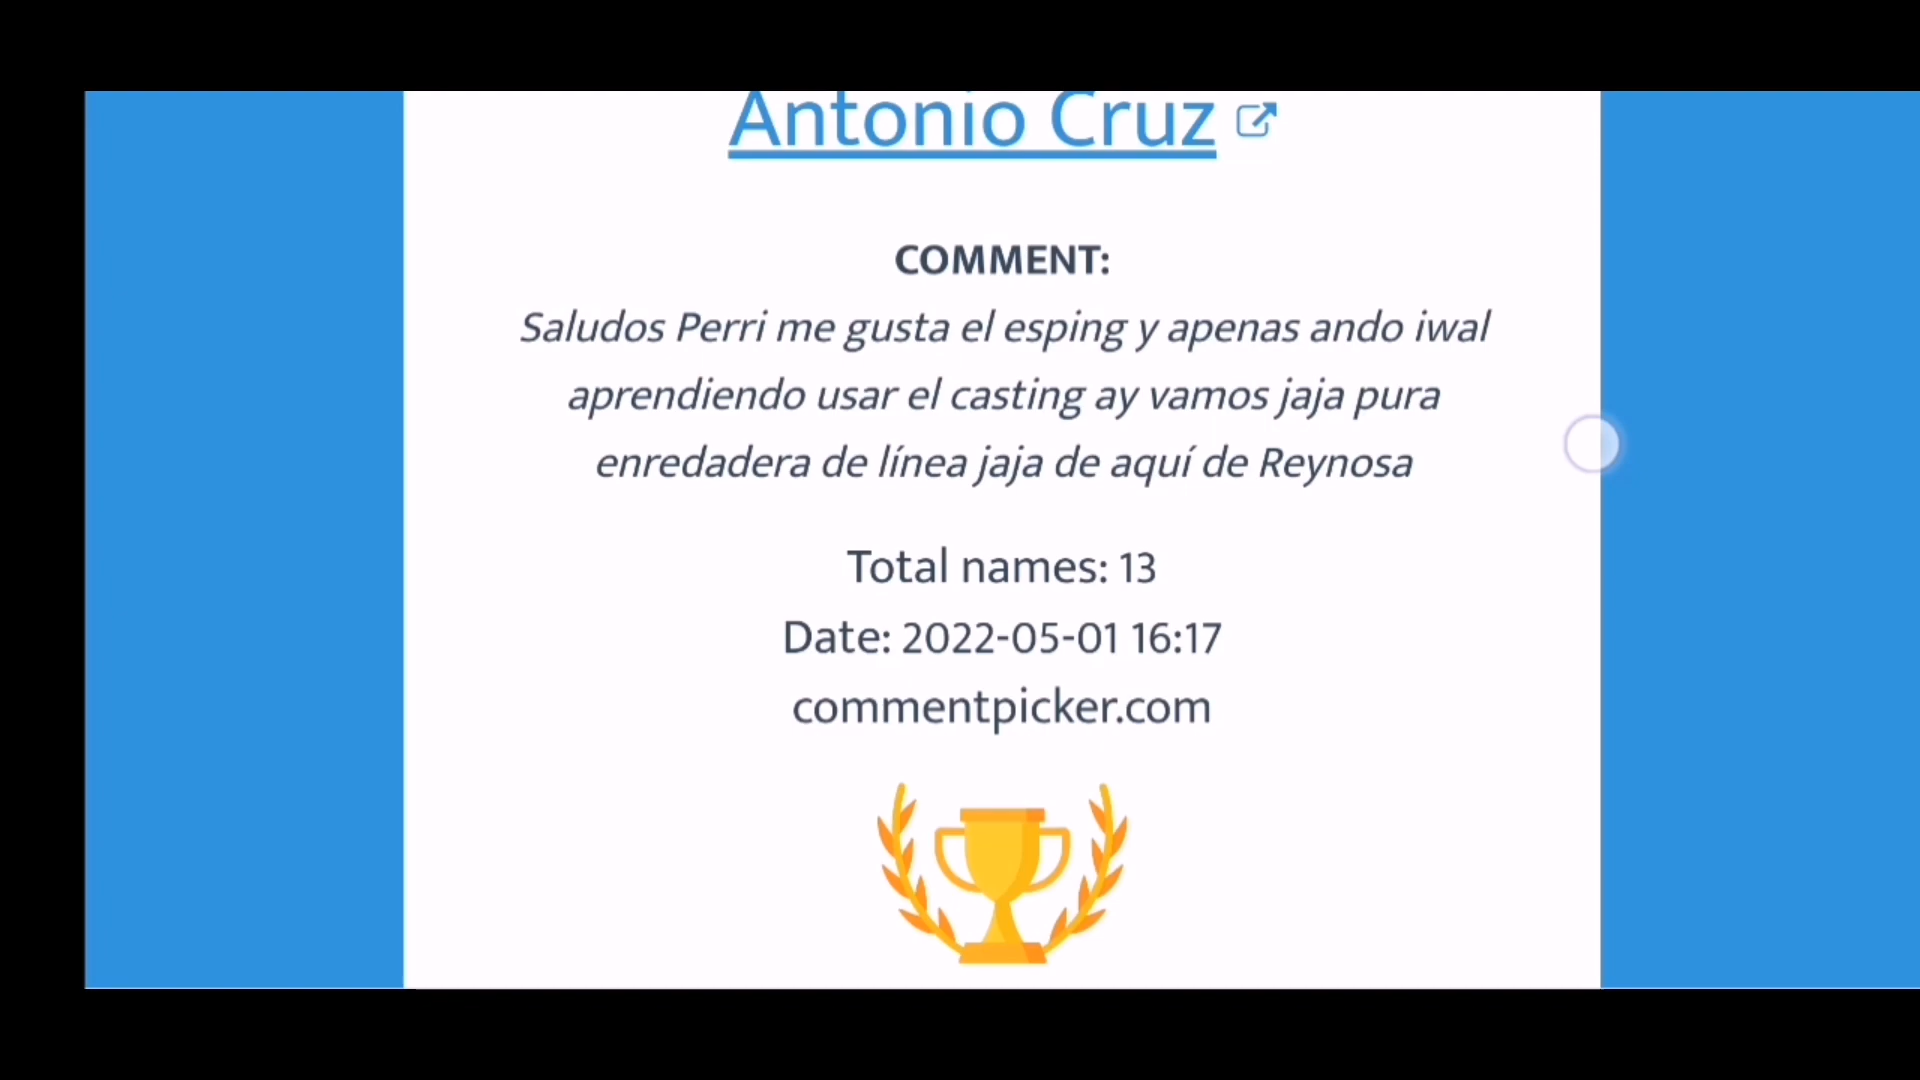 Antonio Cruz
COMMENT:
Saludos Perri me gusta el esping y apenas ando iwal
aprendiendo usar el casting ay vamos jaja pura
enredadera de línea jaja de aquí de Reynosa
Total names: 13
Date: 2022-05-01 16:17
commentpicker.com